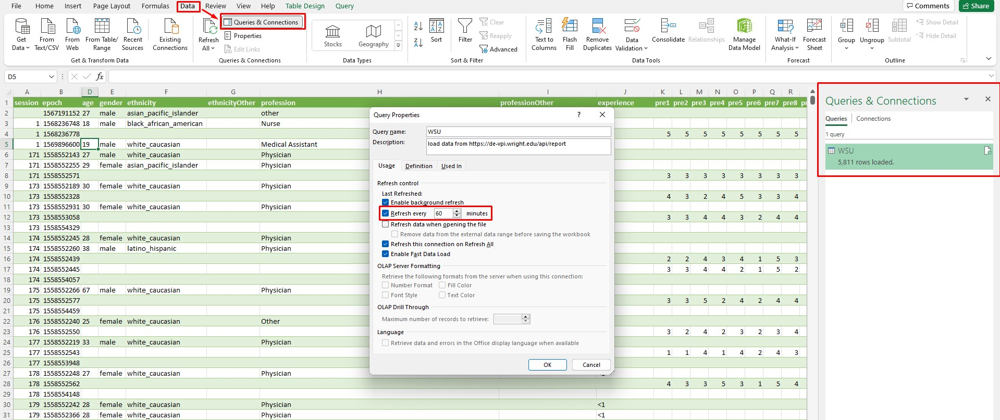 File Home Insert Page Layout Formulas Data Review View Help Table Design Query Comments Share
Get Data From Text/CSV From Web From Table/ Range Recent Sources Existing Connections
Get & Transform Data
Refresh All Queries & Connections
Properties
Edit Links
Queries & Connections
Stocks Geography
Data Types
Sort Filter Clear
Reapply
Advanced
Sort & Filter
Text to Columns Flash Fill Remove Duplicates Data Validation Consolidate Relationships Manage Data Model
Data Tools
What-If Analysis Forecast Sheet
Forecast
Group Ungroup Subtotal Show Detail
Hide Detail
Outline
D5 fx
A B C D E F G H I J K L M N O P Q R
1 session epoch age gender ethnicity ethnicityOther profession professionOther experience pre1 pre2 pre3 pre4 pre5 pre6 pre7 pre8
2 1567191152 27 male asian_pacific_islander other
3 1 1568236748 18 male black_african_american Nurse
4 1 1568236778 5 5 5 5 5 5 5 5
5 1 1569896600 19 male white_caucasian Medical Assistant
6 171 1558552143 27 male white_caucasian Physician
7 171 1558552255 29 female asian_pacific_islander Physician
8 171 1558552571 3 3 3 3 3 3 3 3
9 173 1558552189 30 female white_caucasian Physician
10 173 1558552328 4 3 2 4 5 3 3 4
11 173 1558552931 30 female white_caucasian Physician
12 173 1558553058 3 3 4 4 3 2 4 4
13 173 1558554329
14 174 1558552245 28 female white_caucasian Physician
15 174 1558552260 38 male latino_hispanic Physician
16 174 1558552439 2 2 4 3 4 1 5 3
17 174 1558552445 3 3 4 4 2 1 5 2
18 174 1558554057
19 175 1558552266 67 male white_caucasian Physician
20 175 1558552577 3 3 5 2 4 2 4 4
21 175 1558554459
22 176 1558552240 25 female white_caucasian Other
23 176 1558552550 3 2 4 2 3 2 3 4
24 177 1558552219 33 male white_caucasian Physician
25 177 1558552543 1 1 4 1 4 2 4 3
26 177 1558553948
27 178 1558552248 27 female white_caucasian Physician
28 178 1558552562 4 3 3 5 3 1 5 4
29 178 1558554148
30 179 1558552242 28 female white_caucasian Physician <1
31 179 1558552366 28 female white_caucasian Physician <1
Query Properties ?
Query name: WSU
Description: load data from https://de-vpi.wright.edu/api/report
Usage Definition Used In
Refresh control
Last Refreshed:
Enable background refresh
Refresh every 60 minutes
Refresh data when opening the file
Remove data from the external data range before saving the workbook
Refresh this connection on Refresh All
Enable Fast Data Load
OLAP Server Formatting
Retrieve the following formats from the server when using this connection:
Number Format Fill Color
Font Style Text Color
OLAP Drill Through
Maximum number of records to retrieve:
Language
Retrieve data and errors in the Office display language when available
OK Cancel
Queries & Connections
Queries Connections
1 query
WSU
5,811 rows loaded.